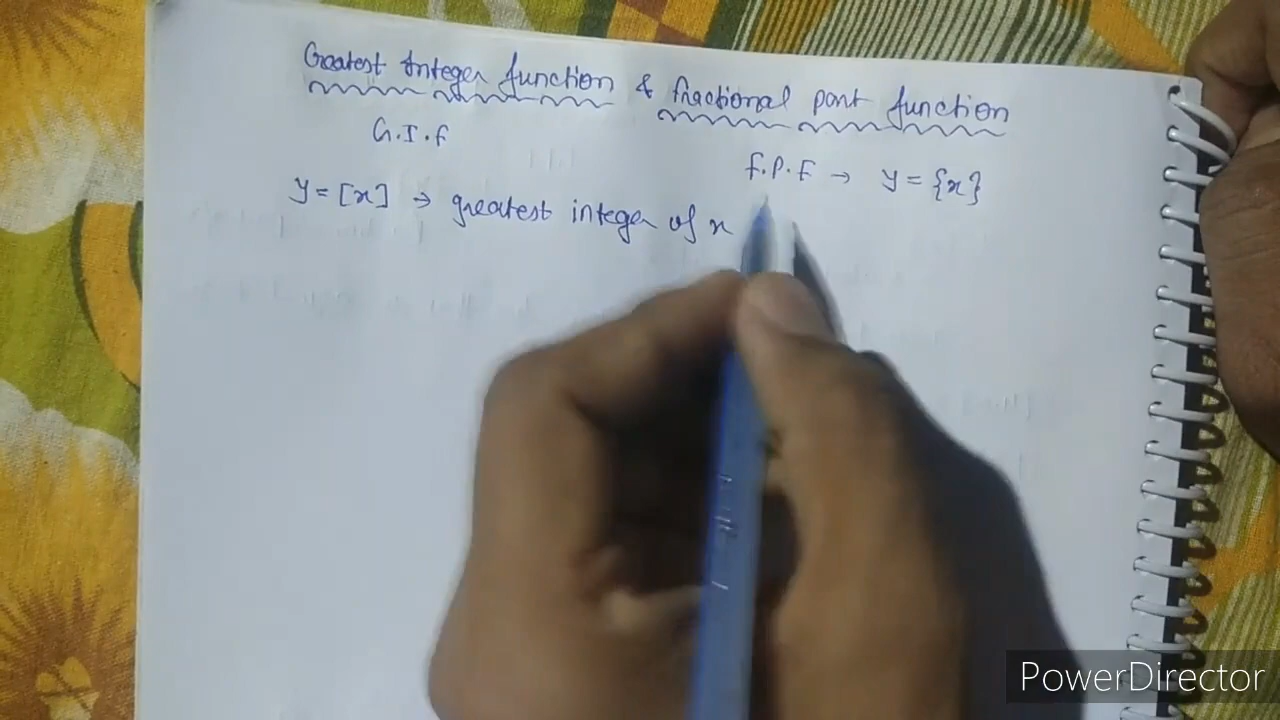 Greatest Integer function & fractional part function
G.I.f
f.P.F → y = {x}
y = [x] → greatest integer of x
PowerDirector